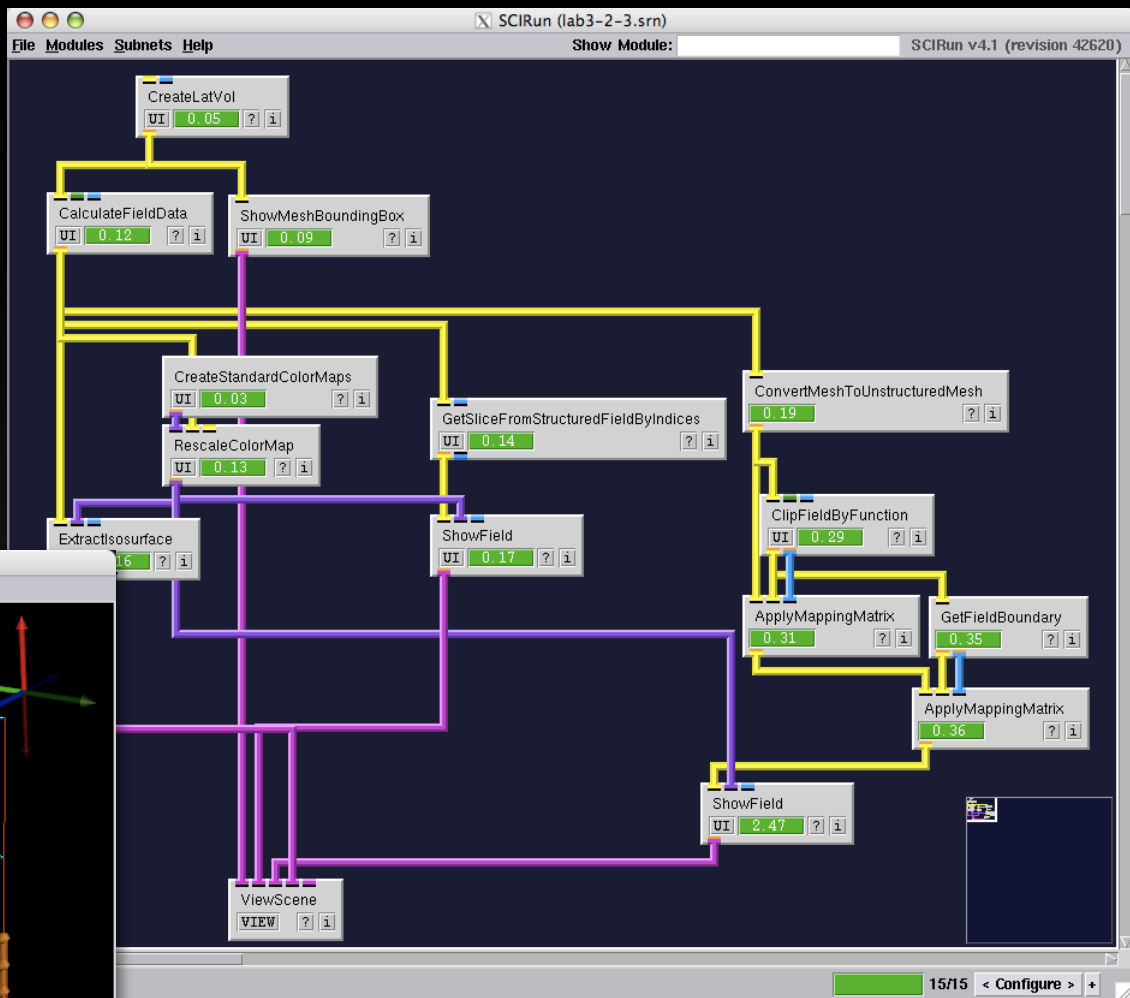 SCIRun (lab3-2-3.srn)
File Modules Subnets Help Show Module: SCIRun v4.1 (revision 42620)
CreateLatVol
UI 0.05 ? i
CalculateFieldData
UI 0.12 ? i
ShowMeshBoundingBox
UI 0.09 ? i
CreateStandardColorMaps
UI 0.03 ? i
RescaleColorMap
UI 0.13 ? i
GetSliceFromStructuredFieldByIndices
UI 0.14 ? i
ConvertMeshToUnstructuredMesh
0.19 ? i
ExtractIsosurface
16 ? i
ShowField
UI 0.17 ? i
ClipFieldByFunction
UI 0.29 ? i
ApplyMappingMatrix
0.31 ? i
GetFieldBoundary
0.35 ? i
ApplyMappingMatrix
0.36 ? i
ShowField
UI 2.47 ? i
ViewScene
VIEW ? i
15/15 < Configure > +